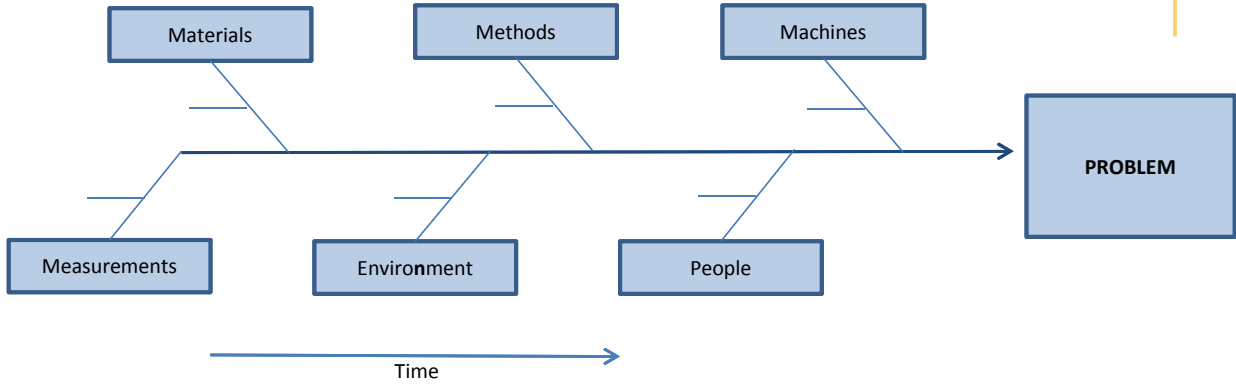 Materials
Methods
Machines
PROBLEM
Measurements
Environment
People
Time